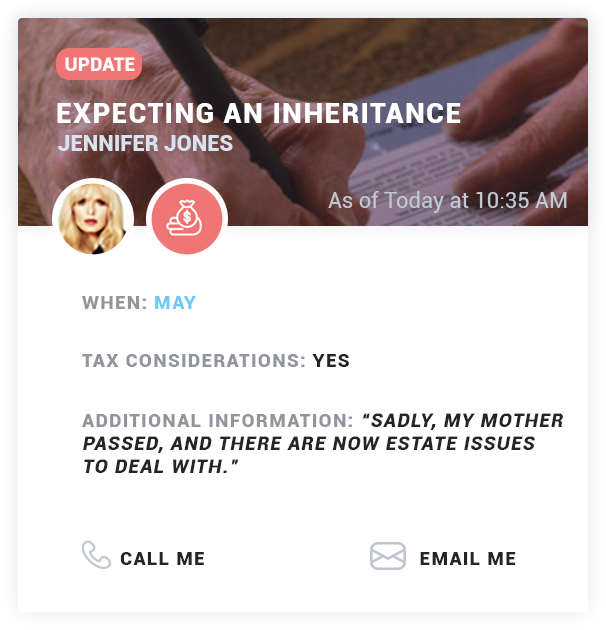 UPDATE
EXPECTING AN INHERITANCE
JENNIFER JONES
As of Today at 10:35 AM
$
WHEN: MAY
TAX CONSIDERATIONS: YES
ADDITIONAL INFORMATION: "SADLY, MY MOTHER
PASSED, AND THERE ARE NOW ESTATE ISSUES
TO DEAL WITH."
CALL ME
EMAIL ME